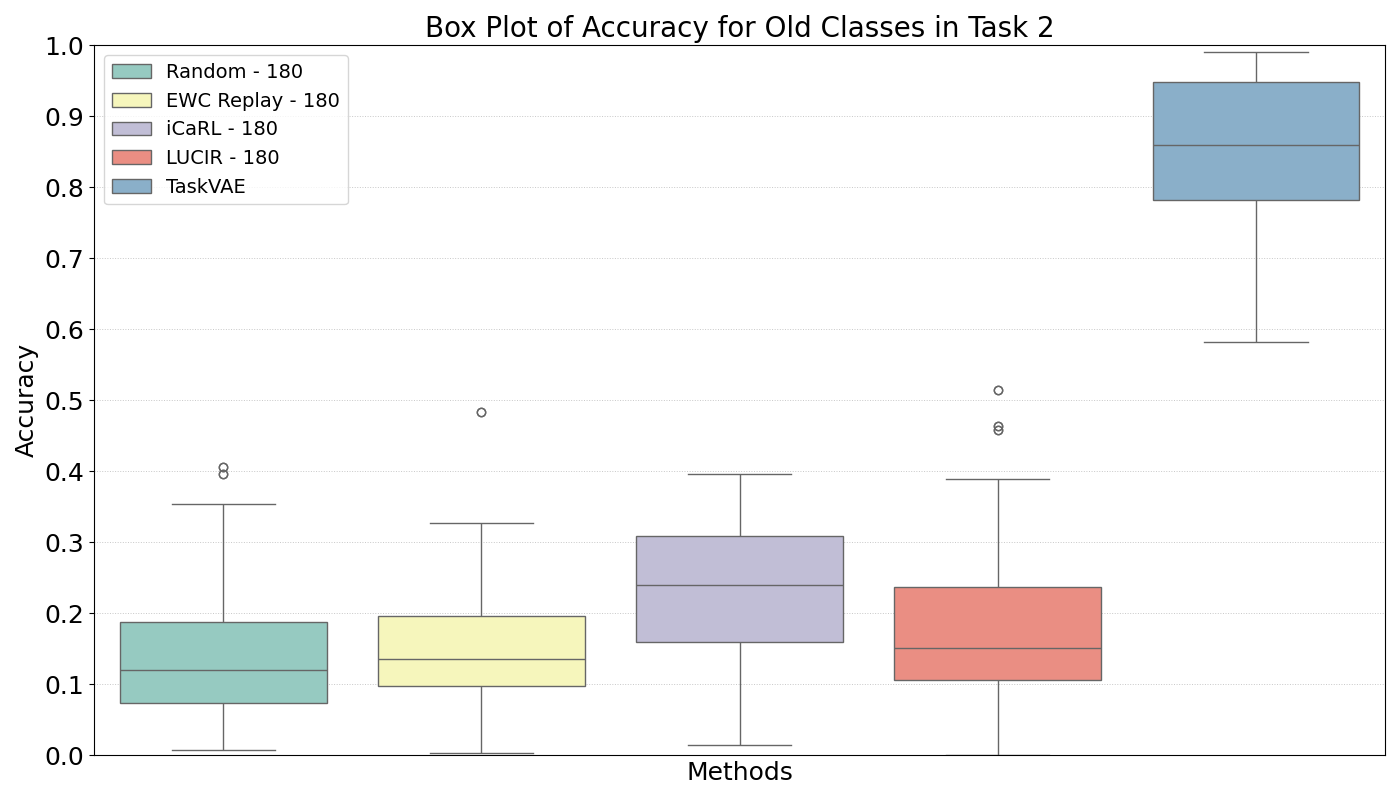 Box Plot of Accuracy for Old Classes in Task 2
1.0
0.9
0.8
0.7
0.6
0.5
0.4
0.3
0.2
0.1
0.0
Accuracy
Random - 180
EWC Replay - 180
iCaRL - 180
LUCIR - 180
TaskVAE
Methods